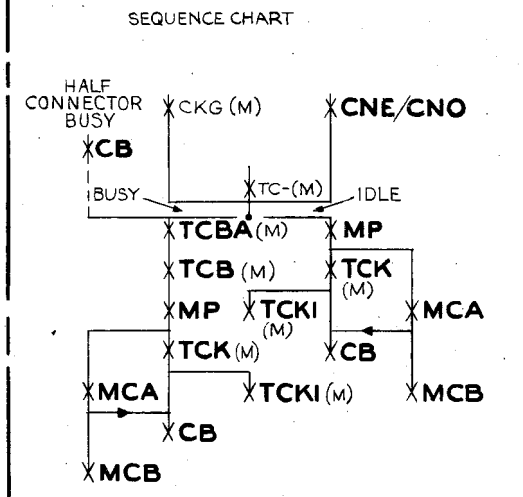 SEQUENCE CHART
HALF
CONNECTOR
BUSY
CKG (M)
CNE/CNO
CB
BUSY
TC-(M)
IDLE
TCBA (M)
MP
TCB (M)
TCK
(M)
MP
TCKI
(M)
MCA
TCK (M)
CB
MCA
TCKI (M)
MCB
CB
MCB